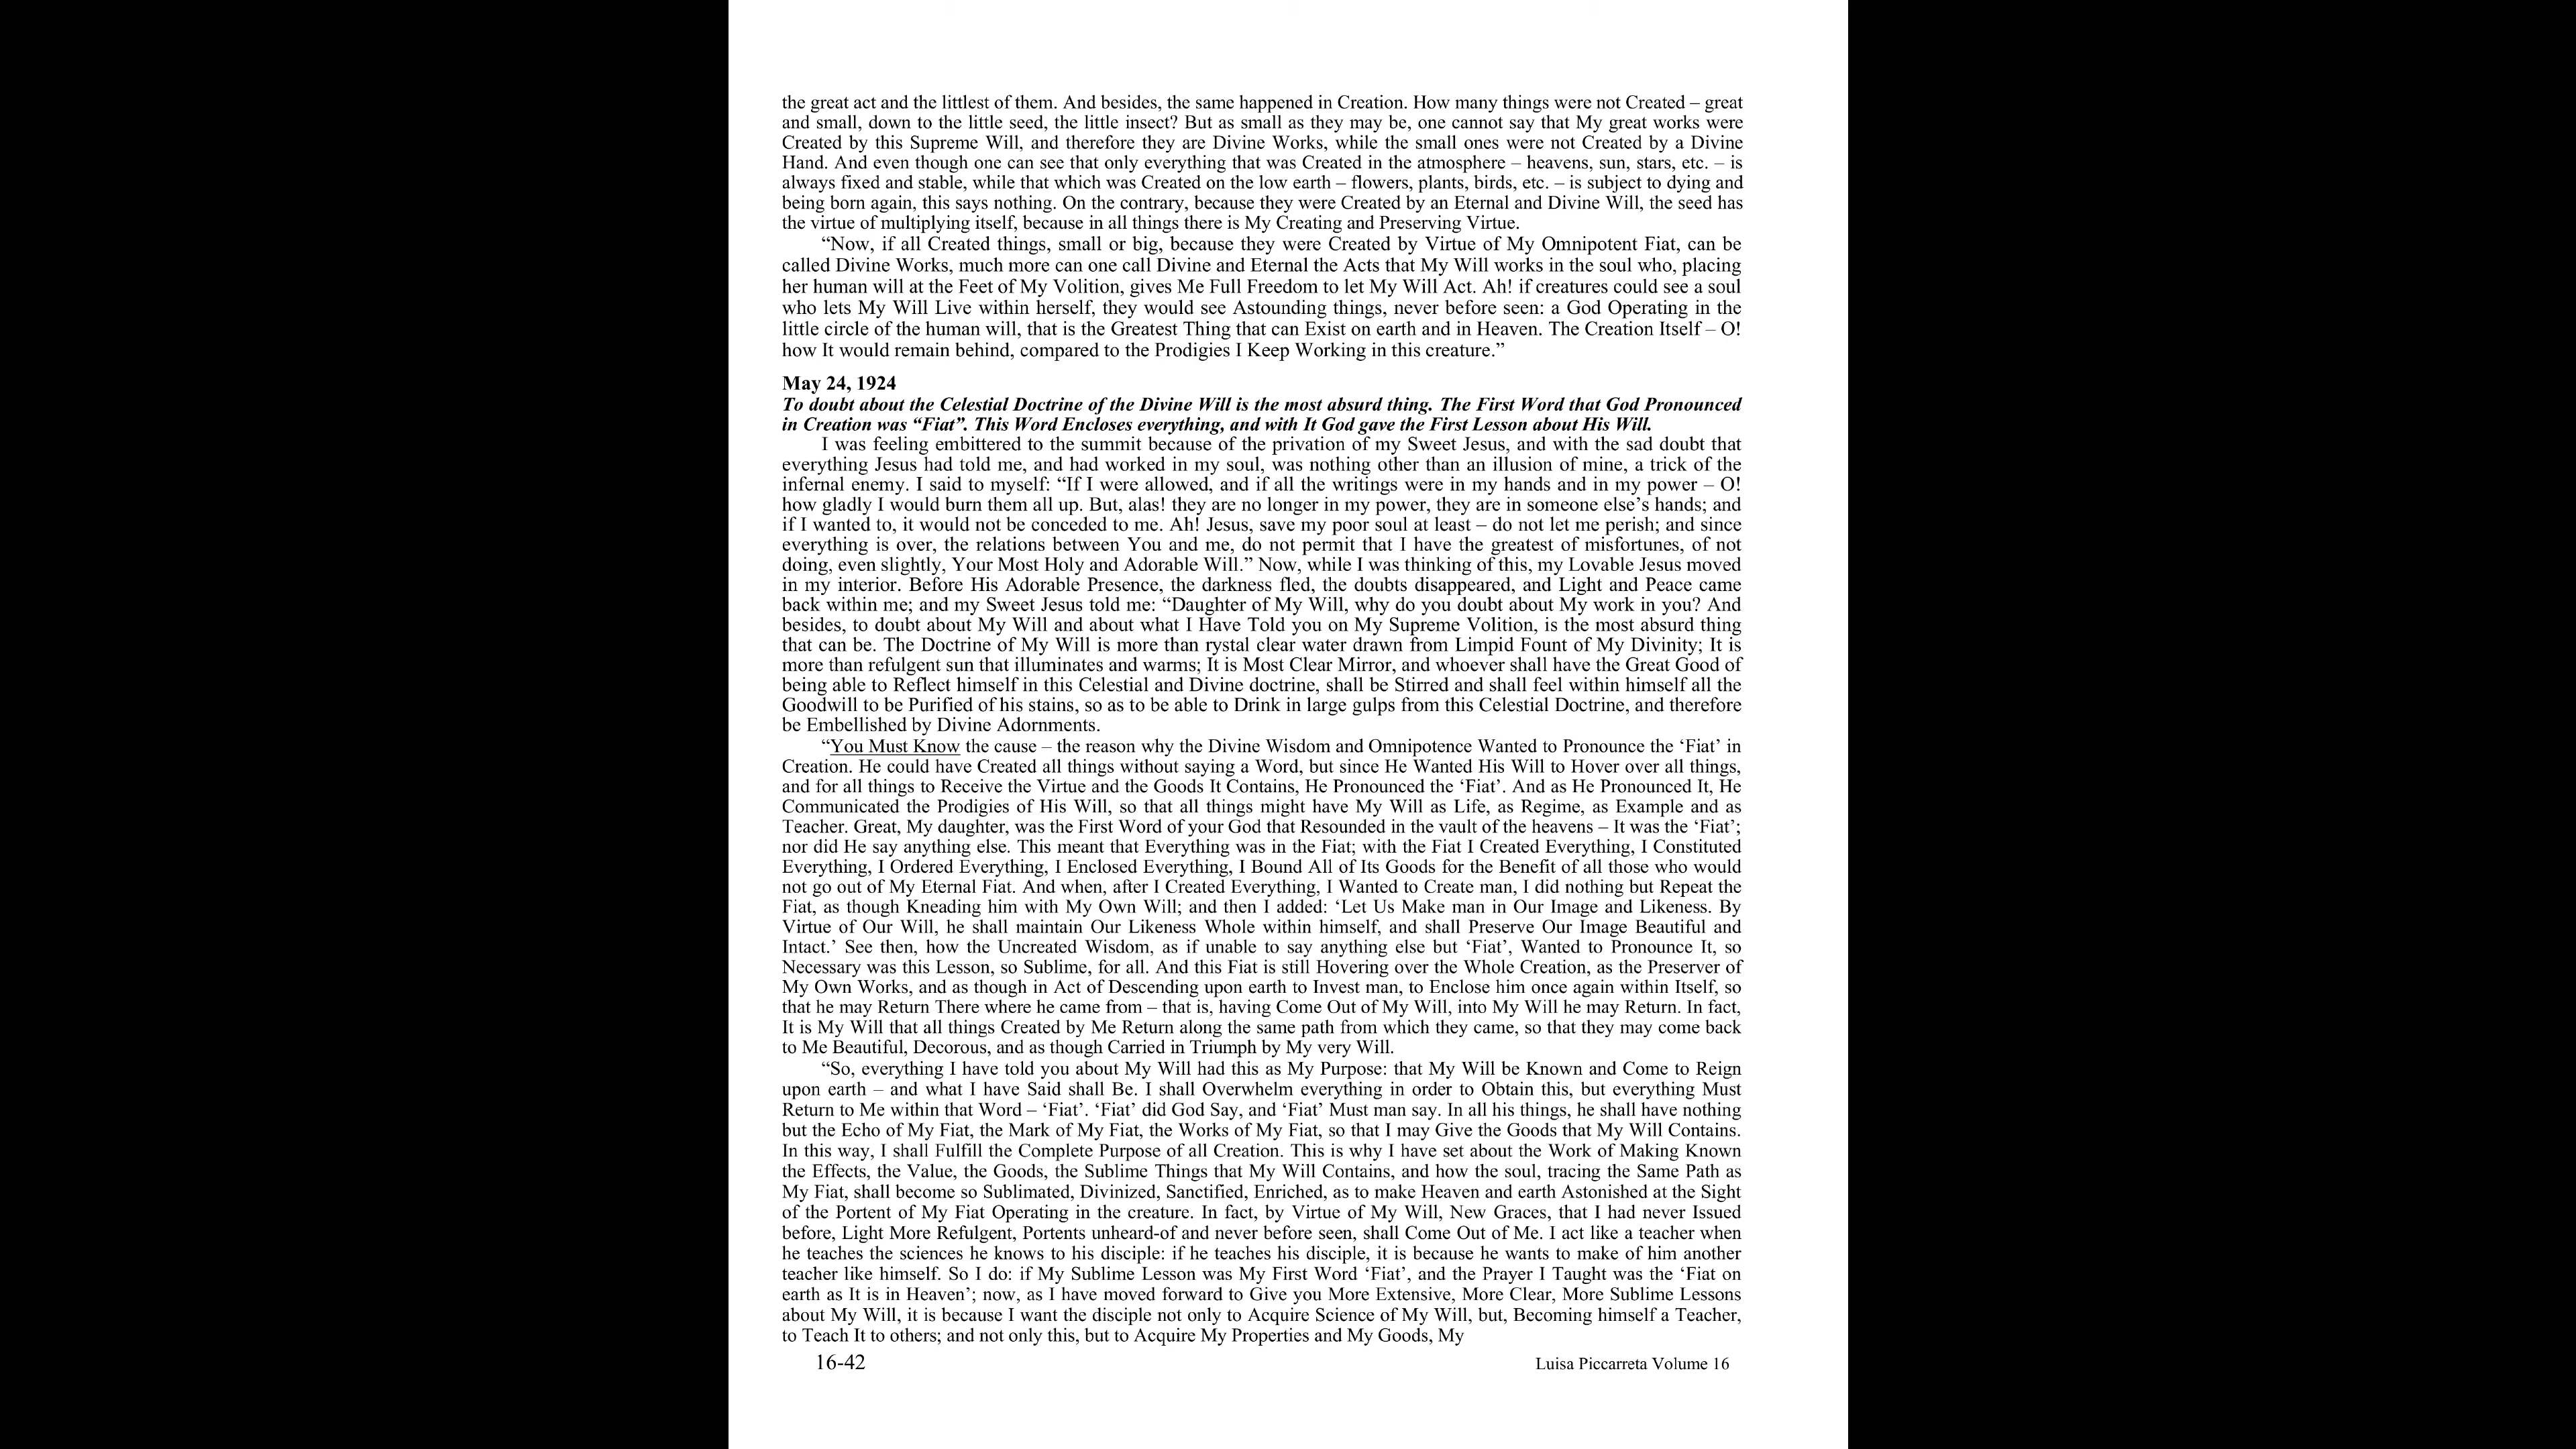 the great act and the littlest of them. And besides, the same happened in Creation. How many things were not Created – great
and small, down to the little seed, the little insect? But as small as they may be, one cannot say that My great works were
Created by this Supreme Will, and therefore they are Divine Works, while the small ones were not Created by a Divine
Hand. And even though one can see that only everything that was Created in the atmosphere – heavens, sun, stars, etc. – is
always fixed and stable, while that which was Created on the low earth – flowers, plants, birds, etc. – is subject to dying and
being born again, this says nothing. On the contrary, because they were Created by an Eternal and Divine Will, the seed has
the virtue of multiplying itself, because in all things there is My Creating and Preserving Virtue.
“Now, if all Created things, small or big, because they were Created by Virtue of My Omnipotent Fiat, can be
called Divine Works, much more can one call Divine and Eternal the Acts that My Will works in the soul who, placing
her human will at the Feet of My Volition, gives Me Full Freedom to let My Will Act. Ah! if creatures could see a soul
who lets My Will Live within herself, they would see Astounding things, never before seen: a God Operating in the
little circle of the human will, that is the Greatest Thing that can Exist on earth and in Heaven. The Creation Itself – O!
how It would remain behind, compared to the Prodigies I Keep Working in this creature.”
May 24, 1924
To doubt about the Celestial Doctrine of the Divine Will is the most absurd thing. The First Word that God Pronounced
in Creation was “Fiat”. This Word Encloses everything, and with It God gave the First Lesson about His Will.
I was feeling embittered to the summit because of the privation of my Sweet Jesus, and with the sad doubt that
everything Jesus had told me, and had worked in my soul, was nothing other than an illusion of mine, a trick of the
infernal enemy. I said to myself: “If I were allowed, and if all the writings were in my hands and in my power – O!
how gladly I would burn them all up. But, alas! they are no longer in my power, they are in someone else’s hands; and
if I wanted to, it would not be conceded to me. Ah! Jesus, save my poor soul at least – do not let me perish; and since
everything is over, the relations between You and me, do not permit that I have the greatest of misfortunes, of not
doing, even slightly, Your Most Holy and Adorable Will.” Now, while I was thinking of this, my Lovable Jesus moved
in my interior. Before His Adorable Presence, the darkness fled, the doubts disappeared, and Light and Peace came
back within me; and my Sweet Jesus told me: “Daughter of My Will, why do you doubt about My work in you? And
besides, to doubt about My Will and about what I Have Told you on My Supreme Volition, is the most absurd thing
that can be. The Doctrine of My Will is more than rystal clear water drawn from Limpid Fount of My Divinity; It is
more than refulgent sun that illuminates and warms; It is Most Clear Mirror, and whoever shall have the Great Good of
being able to Reflect himself in this Celestial and Divine doctrine, shall be Stirred and shall feel within himself all the
Goodwill to be Purified of his stains, so as to be able to Drink in large gulps from this Celestial Doctrine, and therefore
be Embellished by Divine Adornments.
“You Must Know the cause – the reason why the Divine Wisdom and Omnipotence Wanted to Pronounce the ‘Fiat’ in
Creation. He could have Created all things without saying a Word, but since He Wanted His Will to Hover over all things,
and for all things to Receive the Virtue and the Goods It Contains, He Pronounced the ‘Fiat’. And as He Pronounced It, He
Communicated the Prodigies of His Will, so that all things might have My Will as Life, as Regime, as Example and as
Teacher. Great, My daughter, was the First Word of your God that Resounded in the vault of the heavens – It was the ‘Fiat’;
nor did He say anything else. This meant that Everything was in the Fiat; with the Fiat I Created Everything, I Constituted
Everything, I Ordered Everything, I Enclosed Everything, I Bound All of Its Goods for the Benefit of all those who would
not go out of My Eternal Fiat. And when, after I Created Everything, I Wanted to Create man, I did nothing but Repeat the
Fiat, as though Kneading him with My Own Will; and then I added: ‘Let Us Make man in Our Image and Likeness. By
Virtue of Our Will, he shall maintain Our Likeness Whole within himself, and shall Preserve Our Image Beautiful and
Intact.’ See then, how the Uncreated Wisdom, as if unable to say anything else but ‘Fiat’, Wanted to Pronounce It, so
Necessary was this Lesson, so Sublime, for all. And this Fiat is still Hovering over the Whole Creation, as the Preserver of
My Own Works, and as though in Act of Descending upon earth to Invest man, to Enclose him once again within Itself, so
that he may Return There where he came from – that is, having Come Out of My Will, into My Will he may Return. In fact,
It is My Will that all things Created by Me Return along the same path from which they came, so that they may come back
to Me Beautiful, Decorous, and as though Carried in Triumph by My very Will.
“So, everything I have told you about My Will had this as My Purpose: that My Will be Known and Come to Reign
upon earth – and what I have Said shall Be. I shall Overwhelm everything in order to Obtain this, but everything Must
Return to Me within that Word – ‘Fiat’. ‘Fiat’ did God Say, and ‘Fiat’ Must man say. In all his things, he shall have nothing
but the Echo of My Fiat, the Mark of My Fiat, the Works of My Fiat, so that I may Give the Goods that My Will Contains.
In this way, I shall Fulfill the Complete Purpose of all Creation. This is why I have set about the Work of Making Known
the Effects, the Value, the Goods, the Sublime Things that My Will Contains, and how the soul, tracing the Same Path as
My Fiat, shall become so Sublimated, Divinized, Sanctified, Enriched, as to make Heaven and earth Astonished at the Sight
of the Portent of My Fiat Operating in the creature. In fact, by Virtue of My Will, New Graces, that I had never Issued
before, Light More Refulgent, Portents unheard-of and never before seen, shall Come Out of Me. I act like a teacher when
he teaches the sciences he knows to his disciple: if he teaches his disciple, it is because he wants to make of him another
teacher like himself. So I do: if My Sublime Lesson was My First Word ‘Fiat’, and the Prayer I Taught was the ‘Fiat on
earth as It is in Heaven’; now, as I have moved forward to Give you More Extensive, More Clear, More Sublime Lessons
about My Will, it is because I want the disciple not only to Acquire Science of My Will, but, Becoming himself a Teacher,
to Teach It to others; and not only this, but to Acquire My Properties and My Goods, My
16-42
Luisa Piccarreta Volume 16